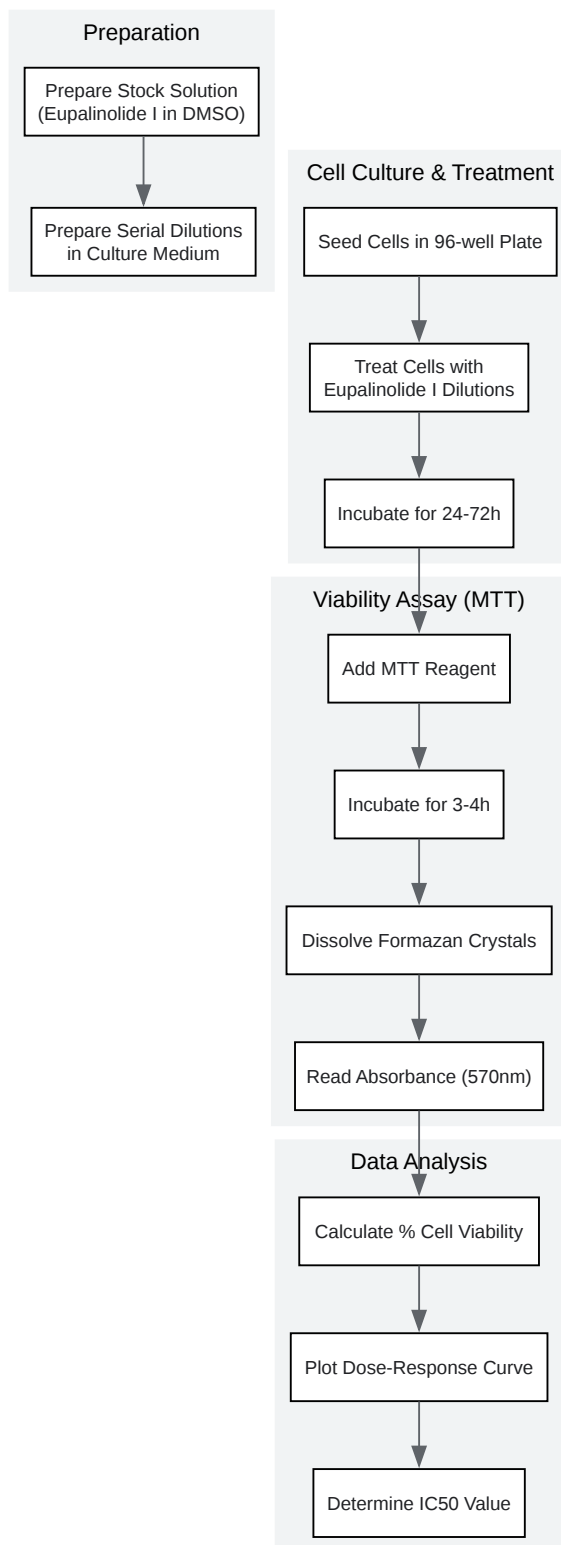 Preparation
Prepare Stock Solution
(Eupalinolide I in DMSO)
Prepare Serial Dilutions
in Culture Medium
Cell Culture & Treatment
Seed Cells in 96-well Plate
Treat Cells with
Eupalinolide I Dilutions
Incubate for 24-72h
Viability Assay (MTT)
Add MTT Reagent
Incubate for 3-4h
Dissolve Formazan Crystals
Read Absorbance (570nm)
Data Analysis
Calculate % Cell Viability
Plot Dose-Response Curve
Determine IC50 Value